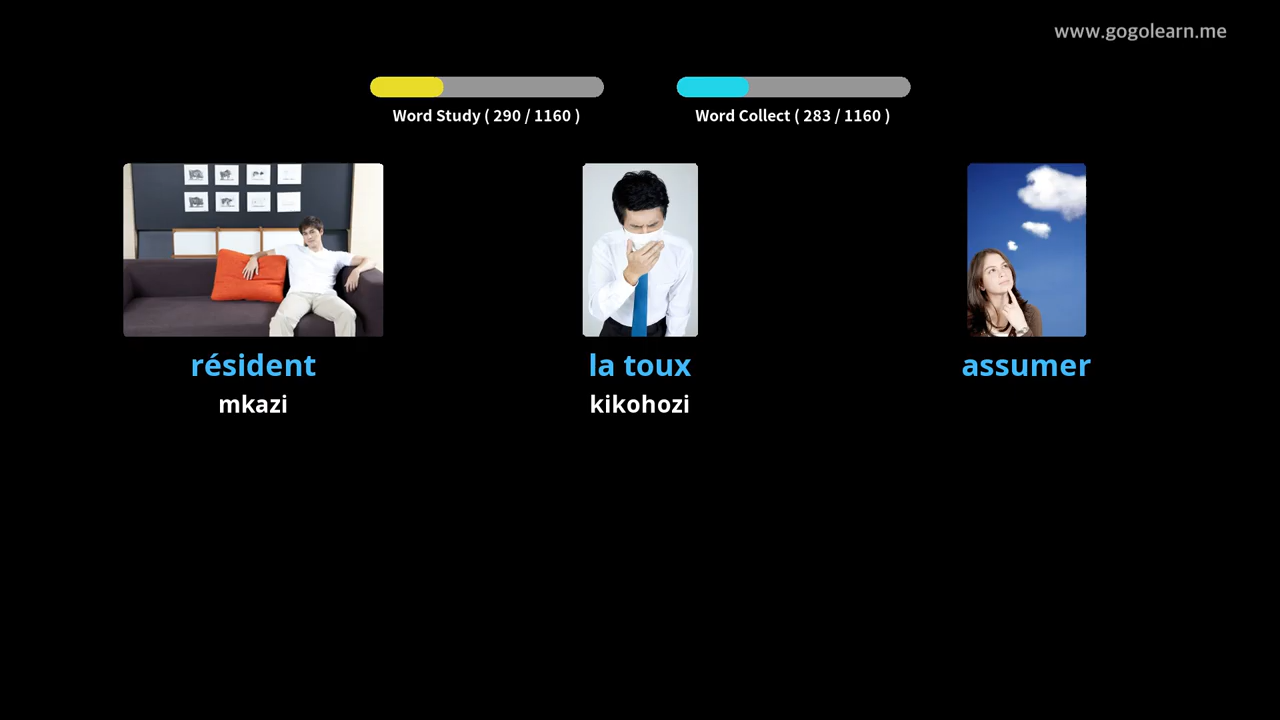 www.gogolearn.me
Word Study ( 290 / 1160 )
Word Collect ( 283 / 1160 )
résident
la toux
assumer
mkazi
kikohozi